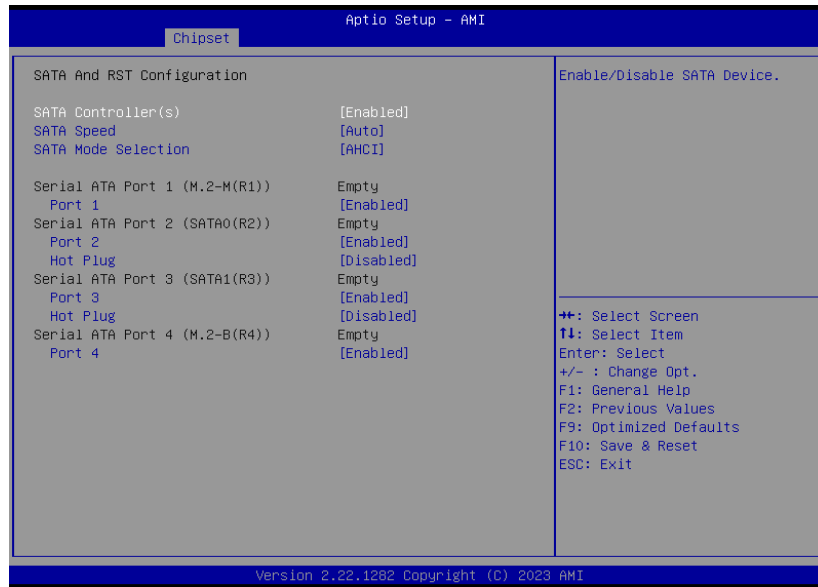 Aptio Setup – AMI
Chipset
SATA And RST Configuration
SATA Controller(s) [Enabled]
SATA Speed [Auto]
SATA Mode Selection [AHCI]
Serial ATA Port 1 (M.2-M(R1)) Empty
Port 1 [Enabled]
Serial ATA Port 2 (SATA0(R2)) Empty
Port 2 [Enabled]
Hot Plug [Disabled]
Serial ATA Port 3 (SATA1(R3)) Empty
Port 3 [Enabled]
Hot Plug [Disabled]
Serial ATA Port 4 (M.2-B(R4)) Empty
Port 4 [Enabled]
Enable/Disable SATA Device.
→←: Select Screen
↑↓: Select Item
Enter: Select
+/- : Change Opt.
F1: General Help
F2: Previous Values
F9: Optimized Defaults
F10: Save & Reset
ESC: Exit
Version 2.22.1282 Copyright (C) 2023 AMI